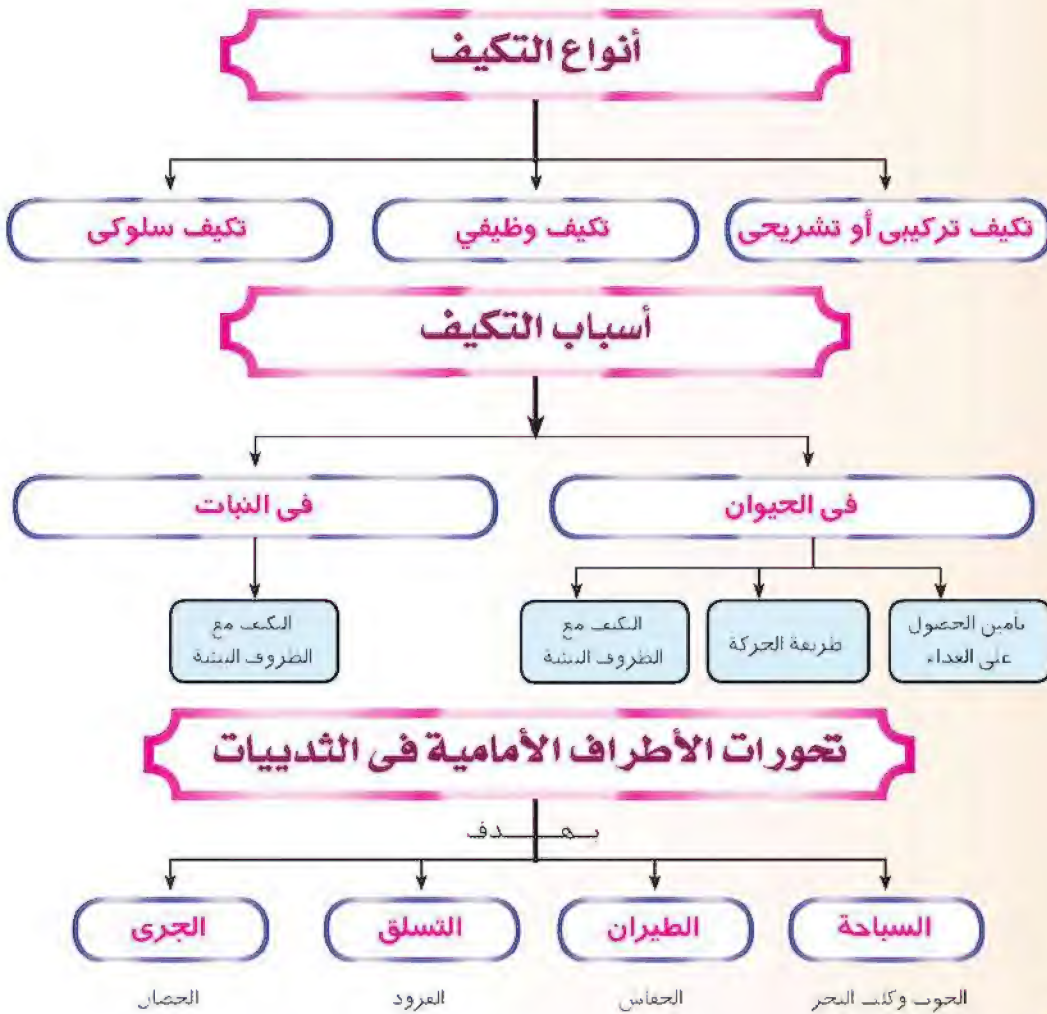 أنواع التكيف
تكيف تركيبى أو تشريحى
تكيف وظيفي
تكيف سلوكى
أسباب التكيف
فى الحيوان
فى النبات
تأمين الحصول
على الغذاء
طريقة الحركة
التكيف مع
الظروف البيئية
التكيف مع
الظروف البيئية
تحورات الأطراف الأمامية فى الثدييات
بهدف
السباحة
الطيران
التسلق
الجرى
الحوت وكلب البحر
الخفاش
القرود
الحصان